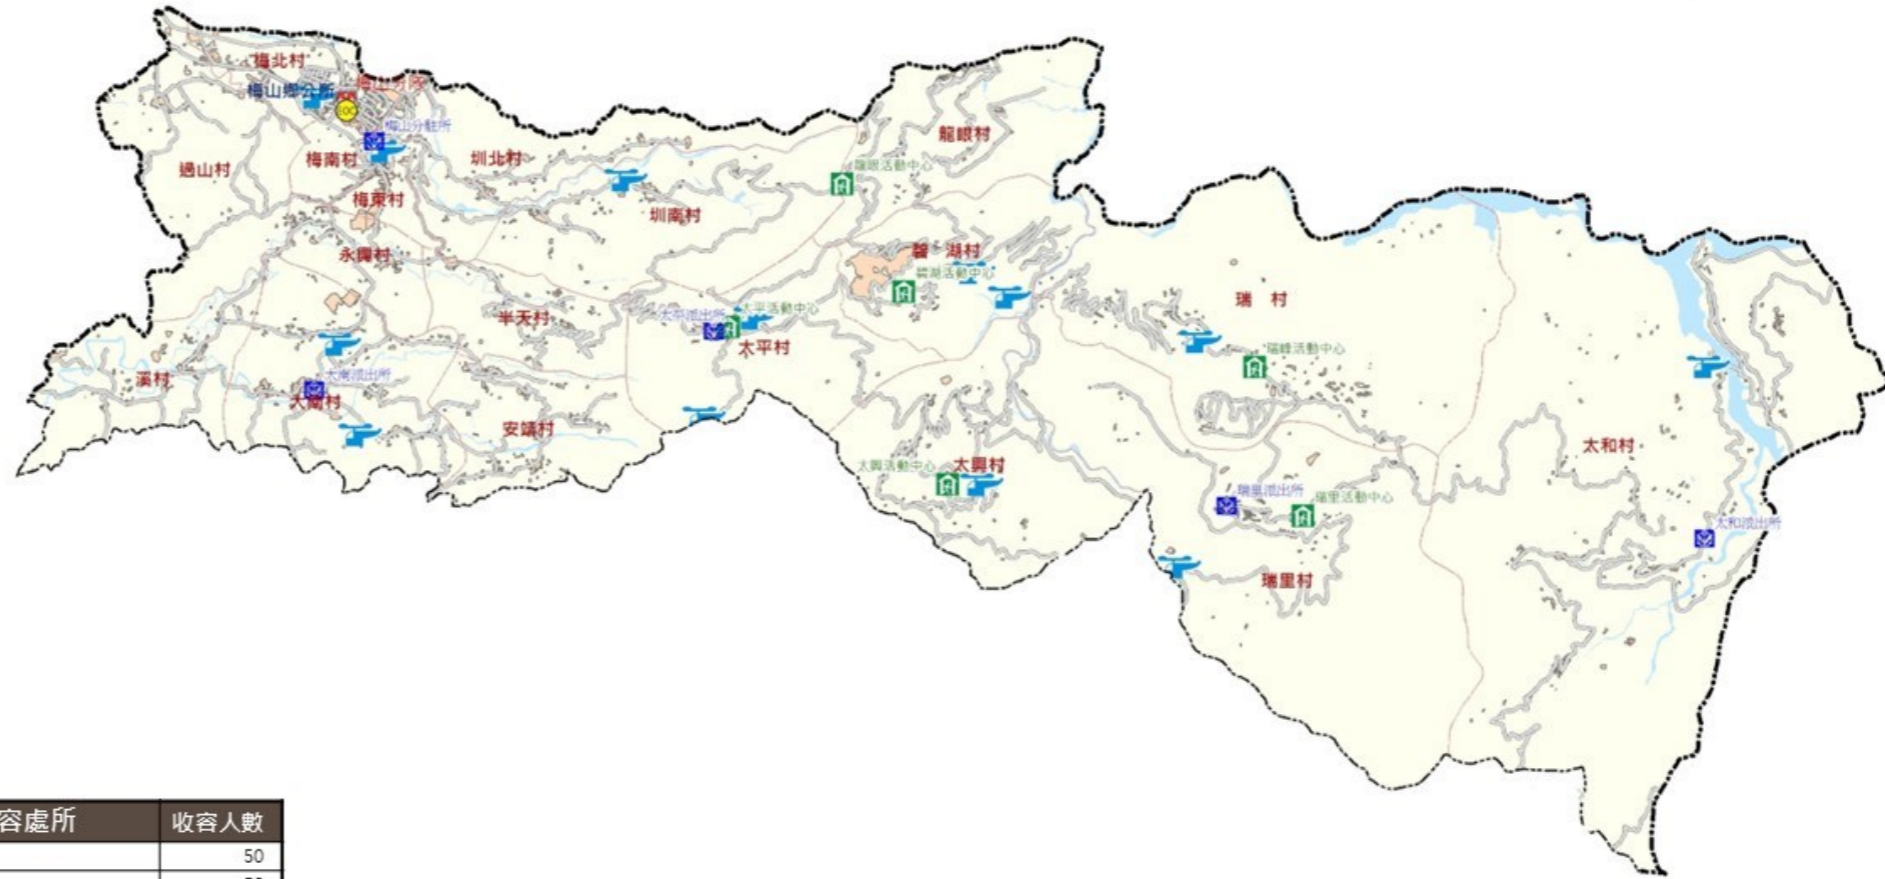 梅北村
梅山鄉公所
梅山分隊
EOC
梅山分駐所
梅南村
圳北村
過山村
梅東村
圳南村
龍眼村
龍眼活動中心
永興村
碧 湖村
碧湖活動中心
瑞 村
半天村
太平派出所
太平活動中心
太平村
瑞峰活動中心
溪村
大南派出所
大南村
安靖村
太和村
太興活動中心
太興村
瑞里派出所
瑞里活動中心
太和派出所
瑞里村
容處所
收容人數
50